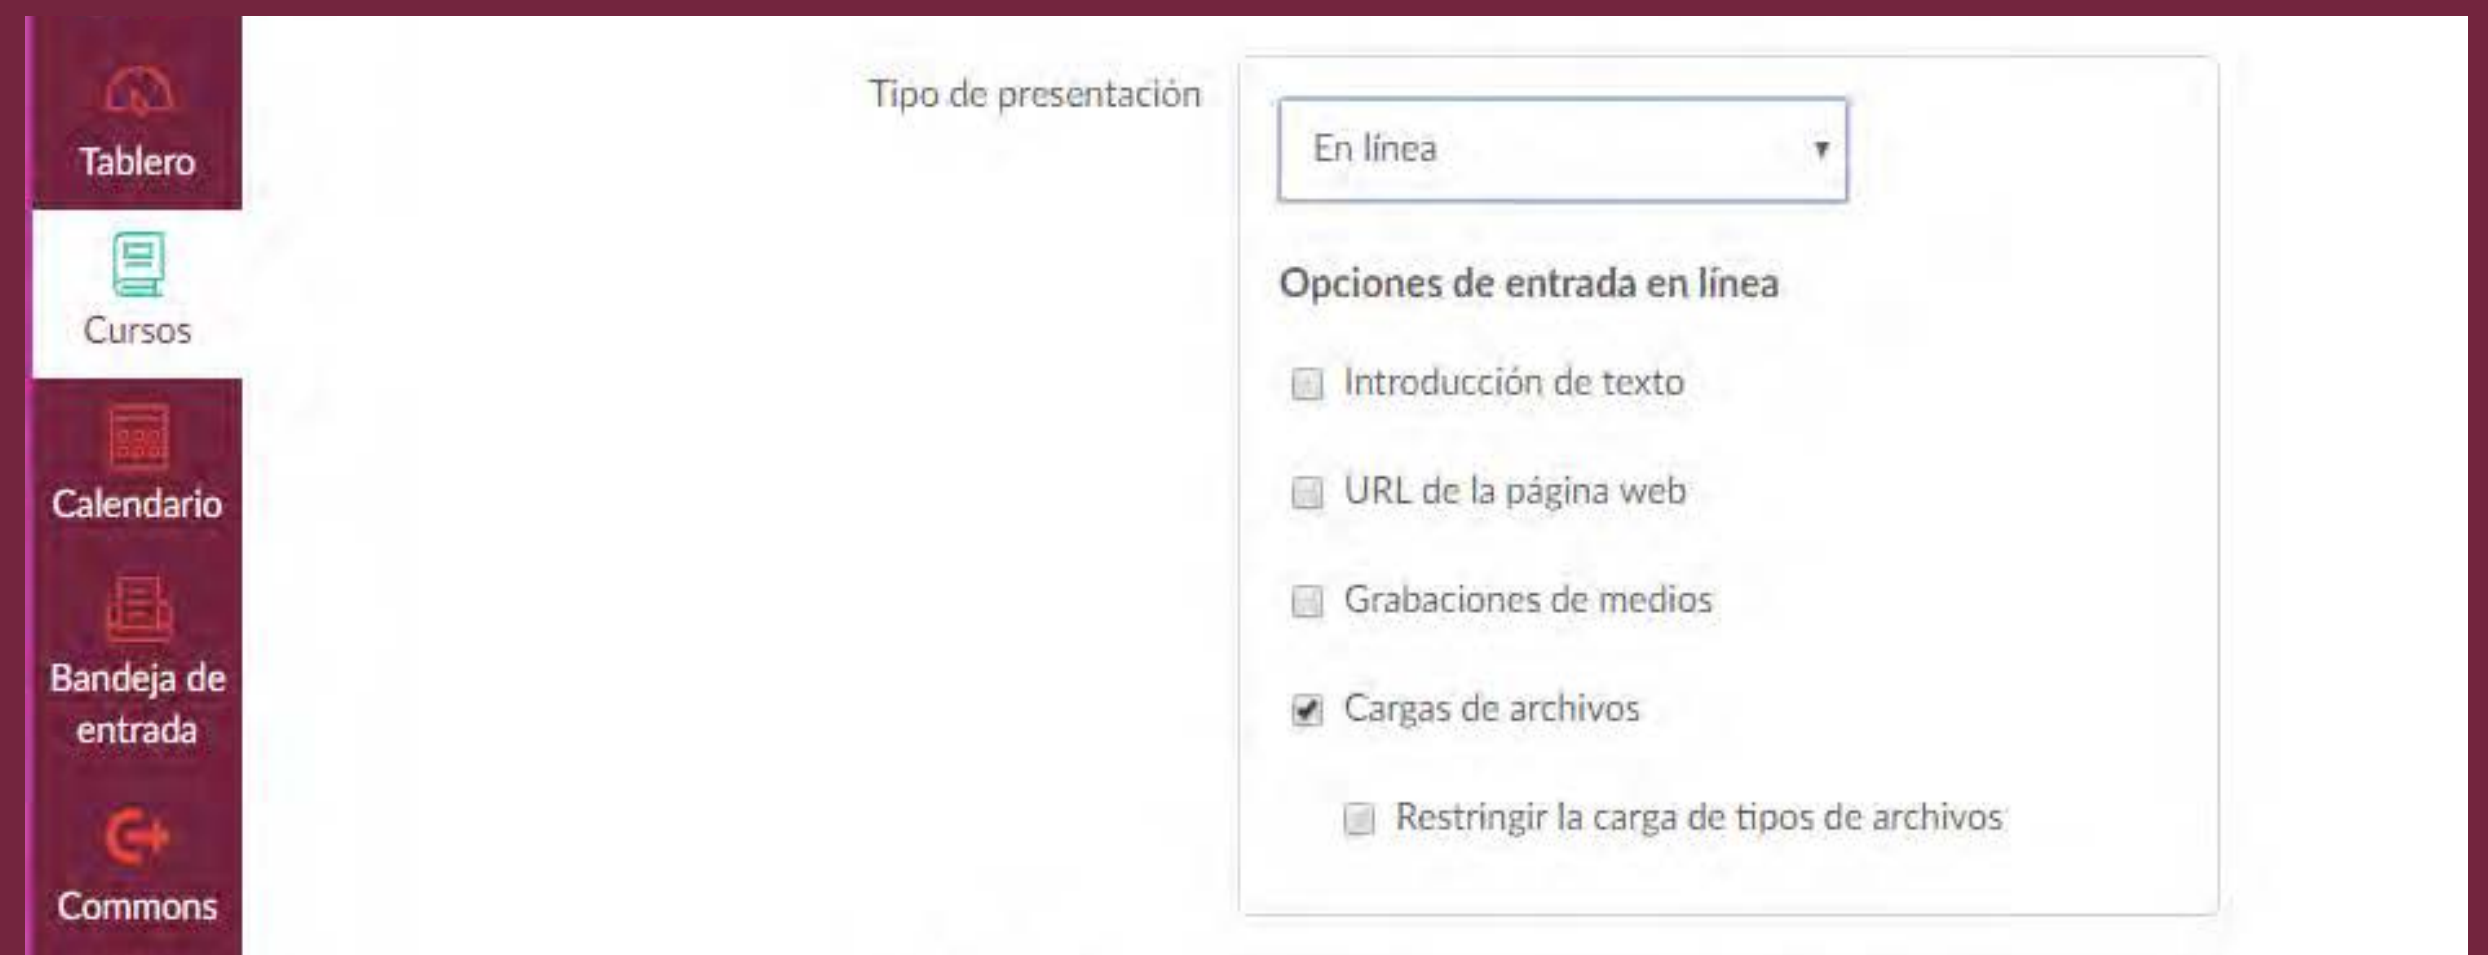 Tablero
Cursos
Calendario
Bandeja de
entrada
Commons
Tipo de presentación
En línea
Opciones de entrada en línea
Introducción de texto
URL de la página web
Grabaciones de medios
Cargas de archivos
Restringir la carga de tipos de archivos